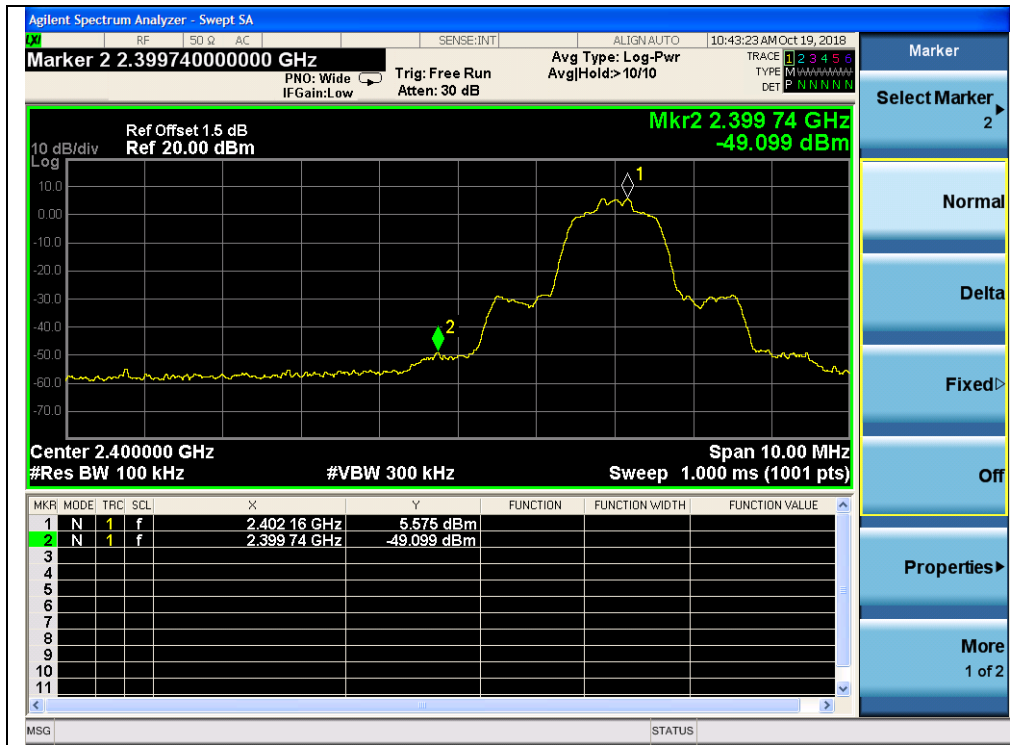 Agilent Spectrum Analyzer - Swept SA
LXI RF 50 Ω AC SENSE:INT ALIGNAUTO 10:43:23 AM Oct 19, 2018
Marker 2 2.399740000000 GHz
PNO: Wide
IFGain:Low
Trig: Free Run
Atten: 30 dB
Avg Type: Log-Pwr
Avg|Hold:>10/10
TRACE 1 2 3 4 5 6
TYPE M
DET P N N N N N
Ref Offset 1.5 dB
10 dB/div Ref 20.00 dBm
Log
Mkr2 2.399 74 GHz
-49.099 dBm
10.0
0.00
-10.0
-20.0
-30.0
-40.0
-50.0
-60.0
-70.0
1
2
Center 2.400000 GHz Span 10.00 MHz
#Res BW 100 kHz #VBW 300 kHz Sweep 1.000 ms (1001 pts)
MKR MODE TRC SCL X Y FUNCTION FUNCTION WIDTH FUNCTION VALUE
1 N 1 f 2.402 16 GHz 5.575 dBm
2 N 1 f 2.399 74 GHz -49.099 dBm
3
4
5
6
7
8
9
10
11
MSG STATUS
Marker
Select Marker
2
Normal
Delta
Fixed
Off
Properties
More
1 of 2